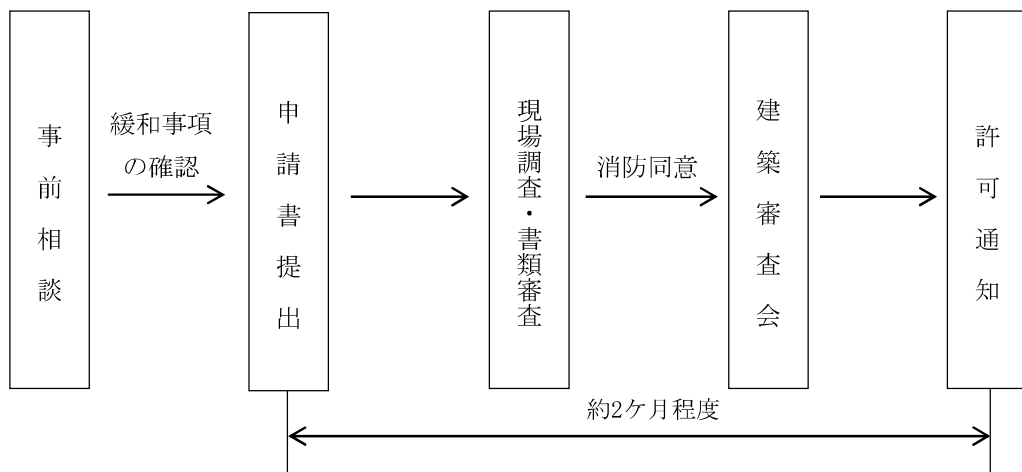 事前相談
緩和事項
の確認
申請書提出
現場調査・書類審査
消防同意
建築審査会
許可通知
約2ケ月程度